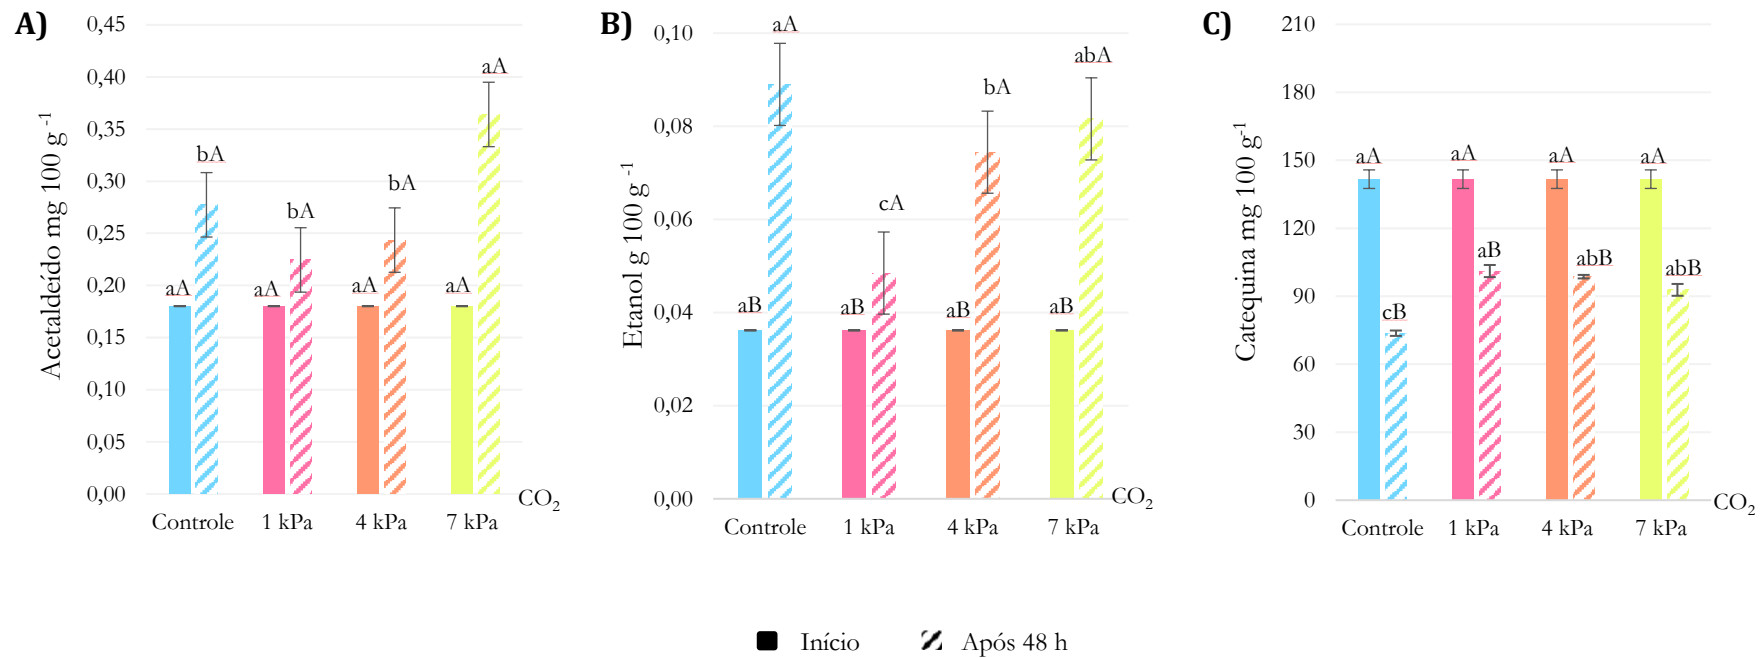 A)
Acetaldeído mg 100 g-1
0,45
0,40
0,35
0,30
0,25
0,20
0,15
0,10
0,05
0,00
aA
bA
aA
bA
aA
bA
aA
aA
Controle
1 kPa
4 kPa
7 kPa
CO2
B)
Etanol g 100 g-1
0,10
0,08
0,06
0,04
0,02
0,00
aB
aA
aB
cA
aB
bA
aB
abA
Controle
1 kPa
4 kPa
7 kPa
CO2
C)
Catequina mg 100 g-1
210
180
150
120
90
60
30
0
aA
cB
aA
aB
aA
abB
aA
abB
Controle
1 kPa
4 kPa
7 kPa
CO2
Início
Após 48 h